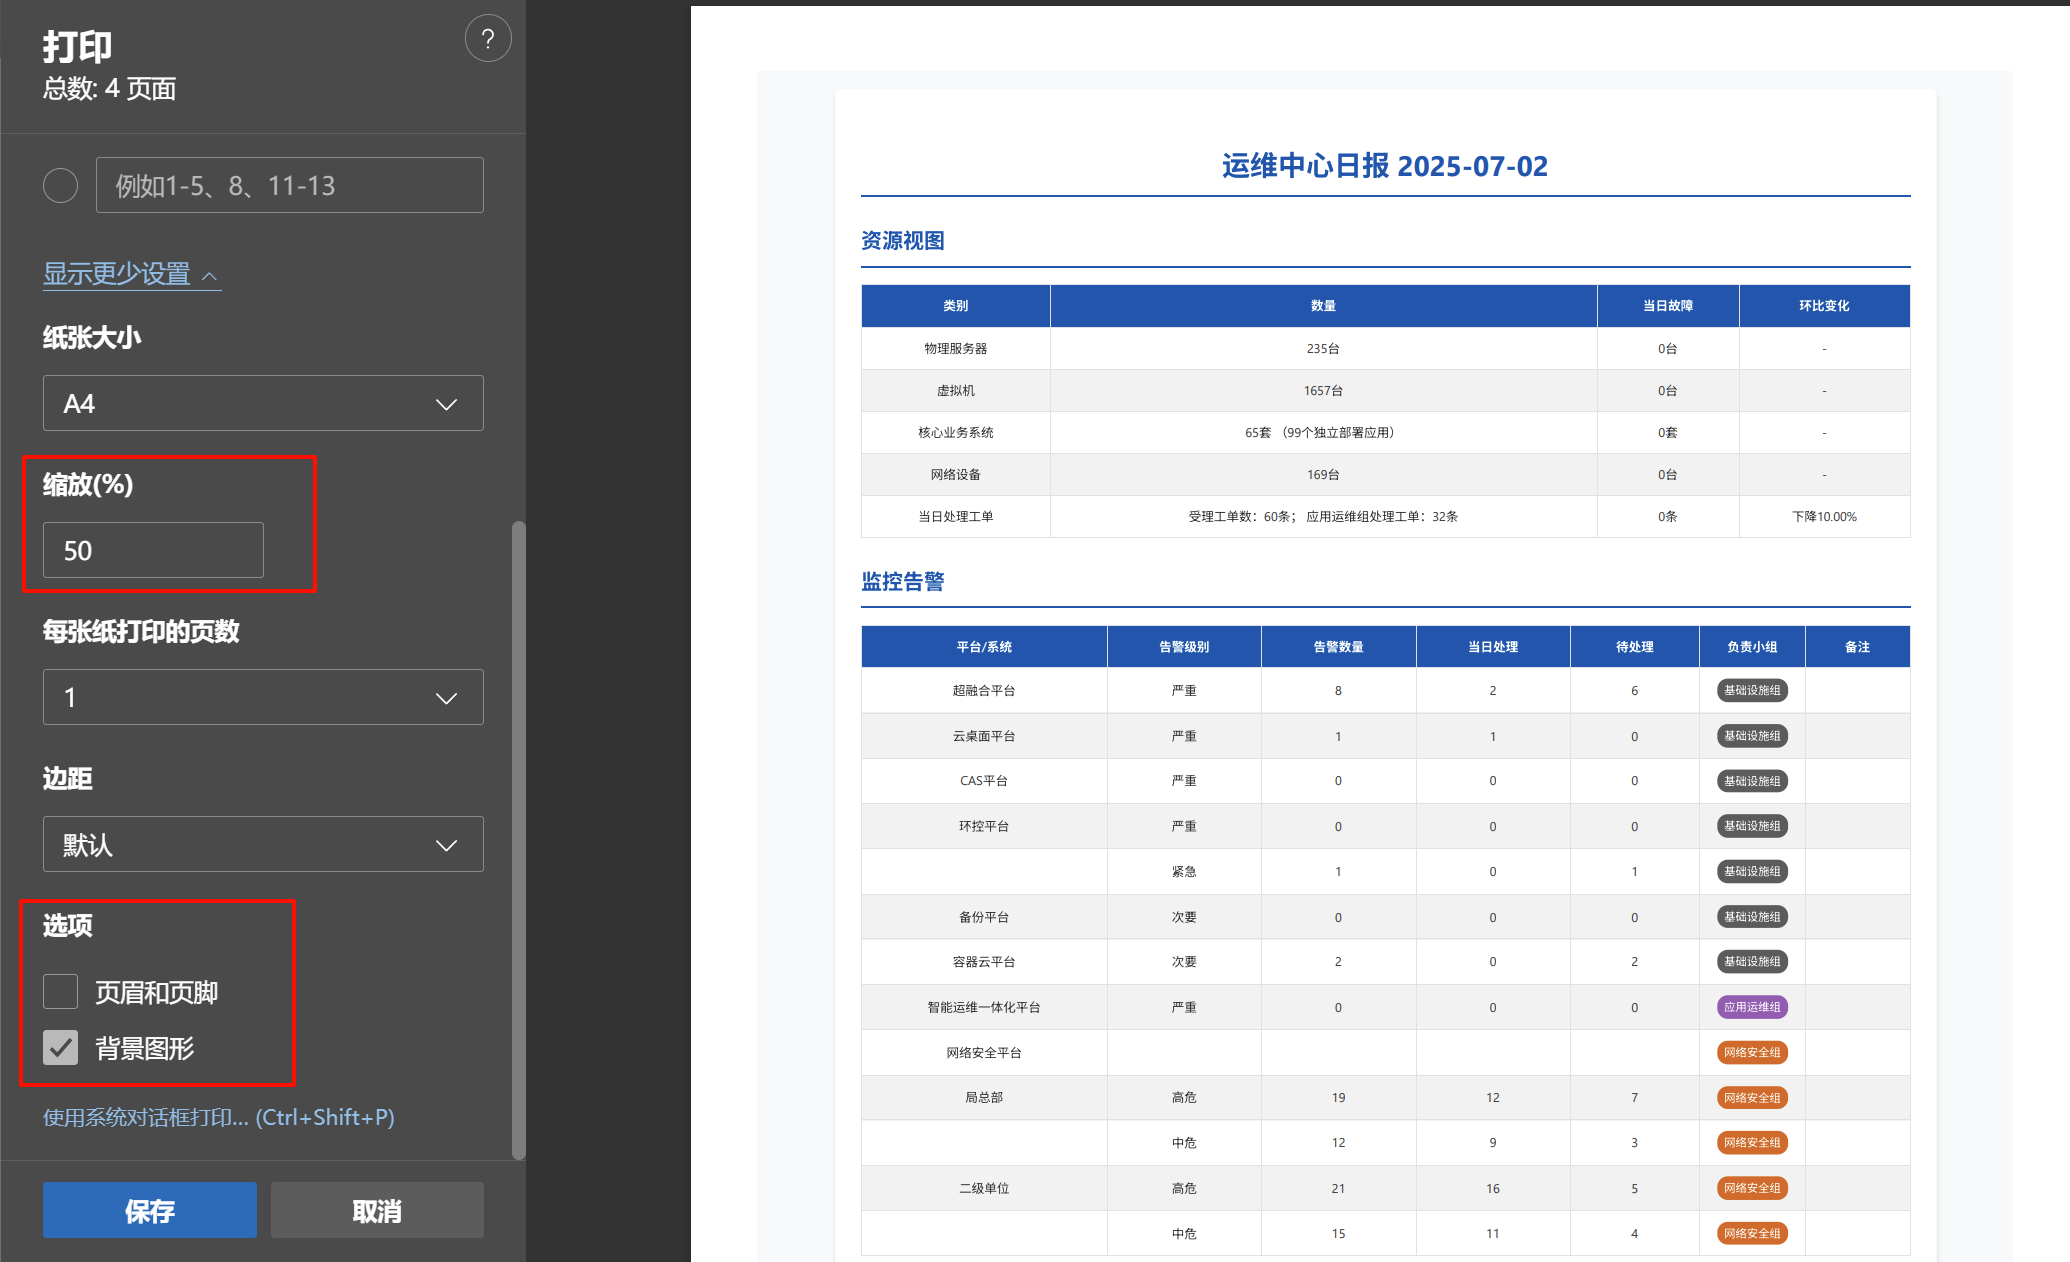 打印
总数: 4 页面
?
例如1-5、8、11-13
显示更少设置
纸张大小
A4
缩放(%)
50
每张纸打印的页数
1
边距
默认
选项
页眉和页脚
背景图形
使用系统对话框打印... (Ctrl+Shift+P)
保存 取消
运维中心日报 2025-07-02
资源视图
类别 数量 当日故障 环比变化
物理服务器 235台 0台 -
虚拟机 1657台 0台 -
核心业务系统 65套 （99个独立部署应用） 0套 -
网络设备 169台 0台 -
当日处理工单 受理工单数：60条； 应用运维组处理工单：32条 0条 下降10.00%
监控告警
平台/系统 告警级别 告警数量 当日处理 待处理 负责小组 备注
超融合平台 严重 8 2 6 基础设施组
云桌面平台 严重 1 1 0 基础设施组
CAS平台 严重 0 0 0 基础设施组
环控平台 严重 0 0 0 基础设施组
紧急 1 0 1 基础设施组
备份平台 次要 0 0 0 基础设施组
容器云平台 次要 2 0 2 基础设施组
智能运维一体化平台 严重 0 0 0 应用运维组
网络安全平台 网络安全组
局总部 高危 19 12 7 网络安全组
中危 12 9 3 网络安全组
二级单位 高危 21 16 5 网络安全组
中危 15 11 4 网络安全组